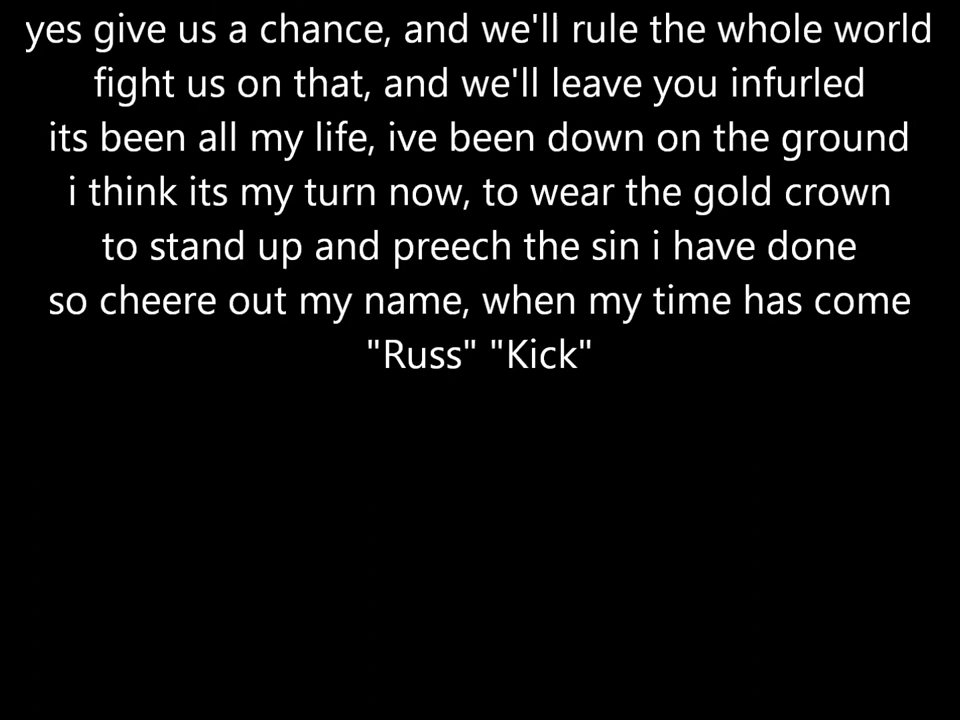 yes give us a chance, and we'll rule the whole world
fight us on that, and we'll leave you infurled
its been all my life, ive been down on the ground
i think its my turn now, to wear the gold crown
to stand up and preech the sin i have done
so cheere out my name, when my time has come
"Russ" "Kick"